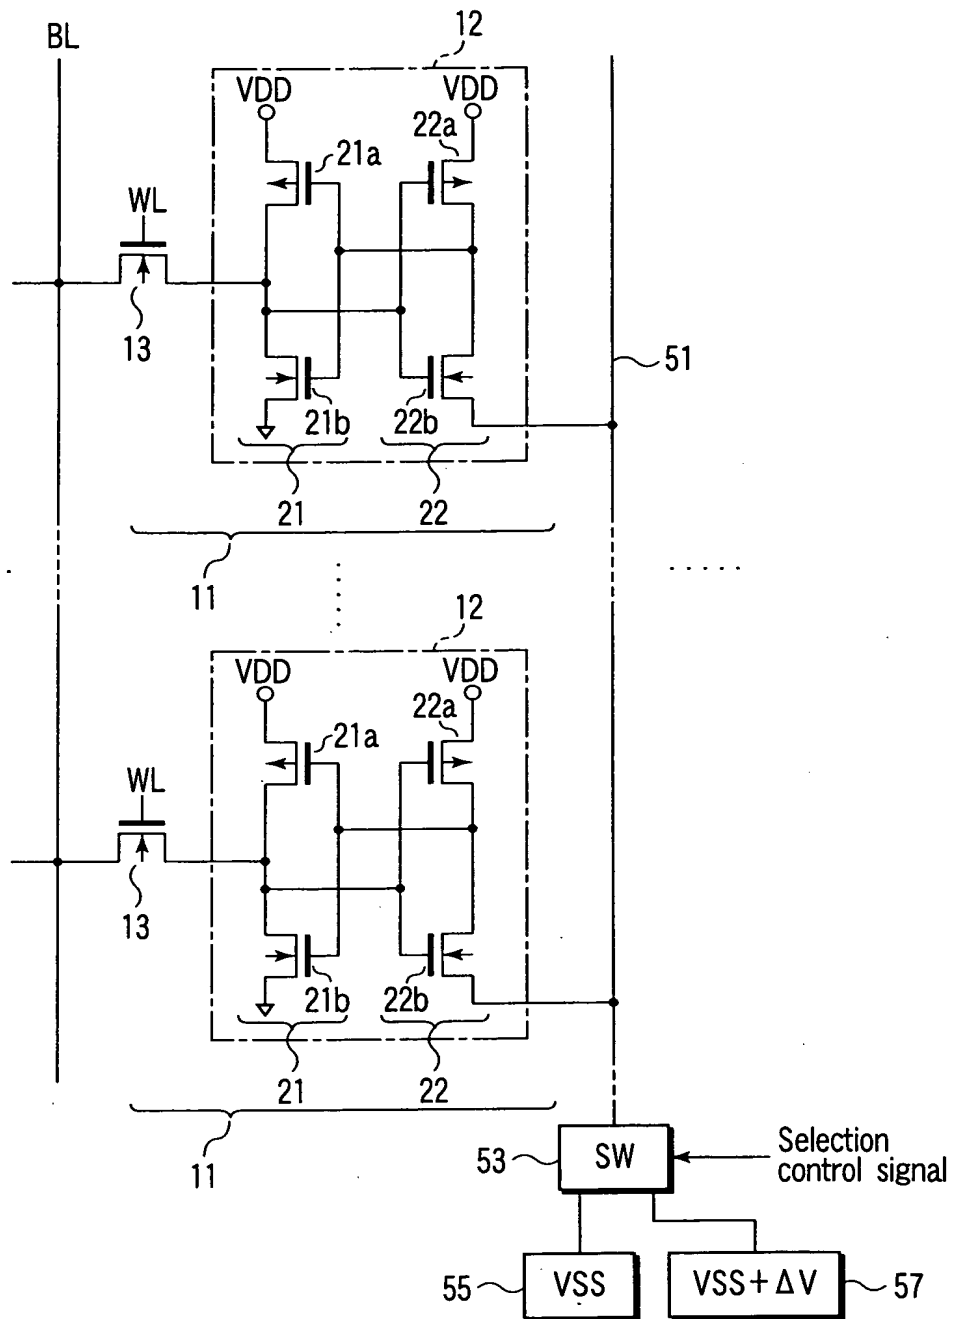 BL
12
VDD
VDD
21a
22a
WL
13
51
21b
22b
21
22
11
12
VDD
VDD
21a
22a
WL
13
21b
22b
21
22
11
53
SW
Selection
control signal
55
VSS
VSS+ΔV
57